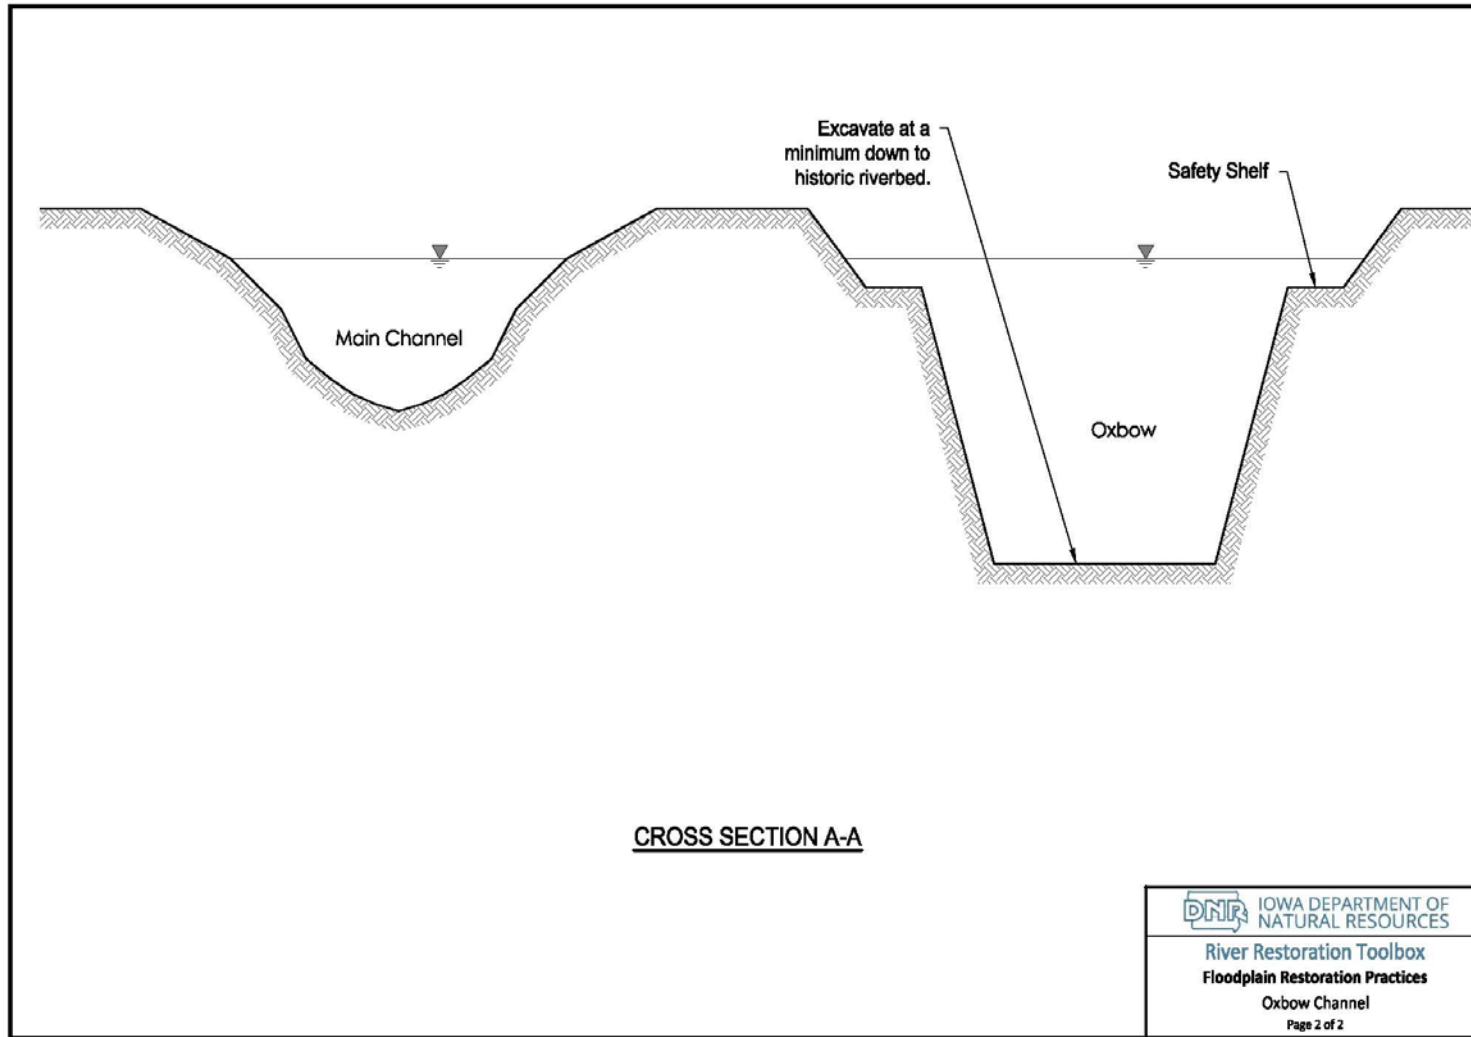 Excavate at a
minimum down to
historic riverbed.
Safety Shelf
Main Channel
Oxbow
CROSS SECTION A-A
DNR
IOWA DEPARTMENT OF
NATURAL RESOURCES
River Restoration Toolbox
Floodplain Restoration Practices
Oxbow Channel
Page 2 of 2